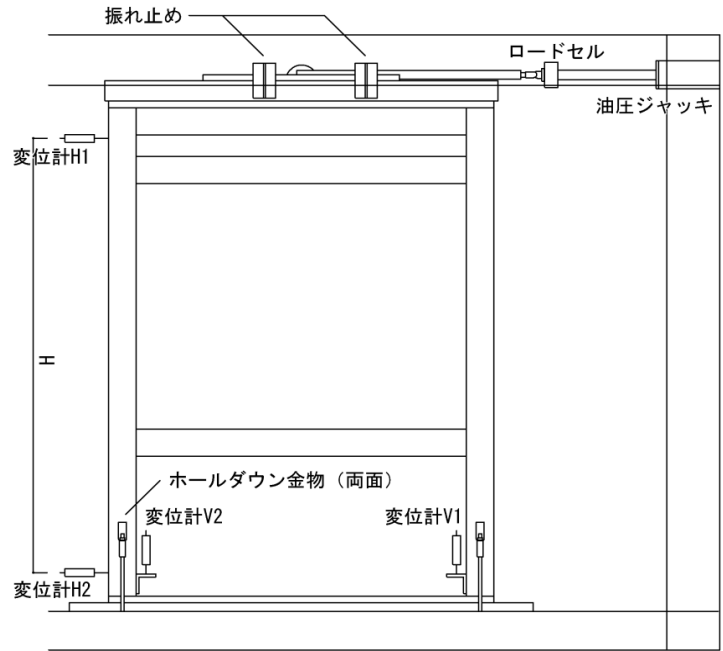 振れ止め
ロードセル
油圧ジャッキ
変位計H1
H
ホールダウン金物（両面）
変位計V2
変位計V1
変位計H2